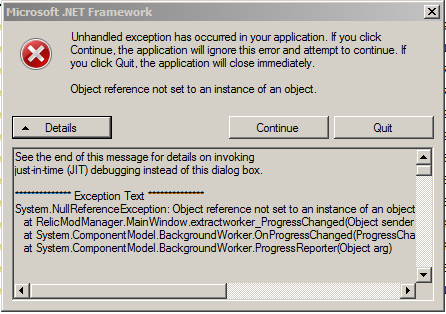 Microsoft .NET Framework
Unhandled exception has occurred in your application. If you click
Continue, the application will ignore this error and attempt to continue. If
you click Quit, the application will close immediately.
Object reference not set to an instance of an object.
Details
Continue
Quit
See the end of this message for details on invoking
just-in-time (JIT) debugging instead of this dialog box.
************** Exception Text **************
System.NullReferenceException: Object reference not set to an instance of an object
at RelicModManager.MainWindow.extractworker_ProgressChanged(Object sender
at System.ComponentModel.BackgroundWorker.OnProgressChanged(ProgressCha
at System.ComponentModel.BackgroundWorker.ProgressReporter(Object arg)